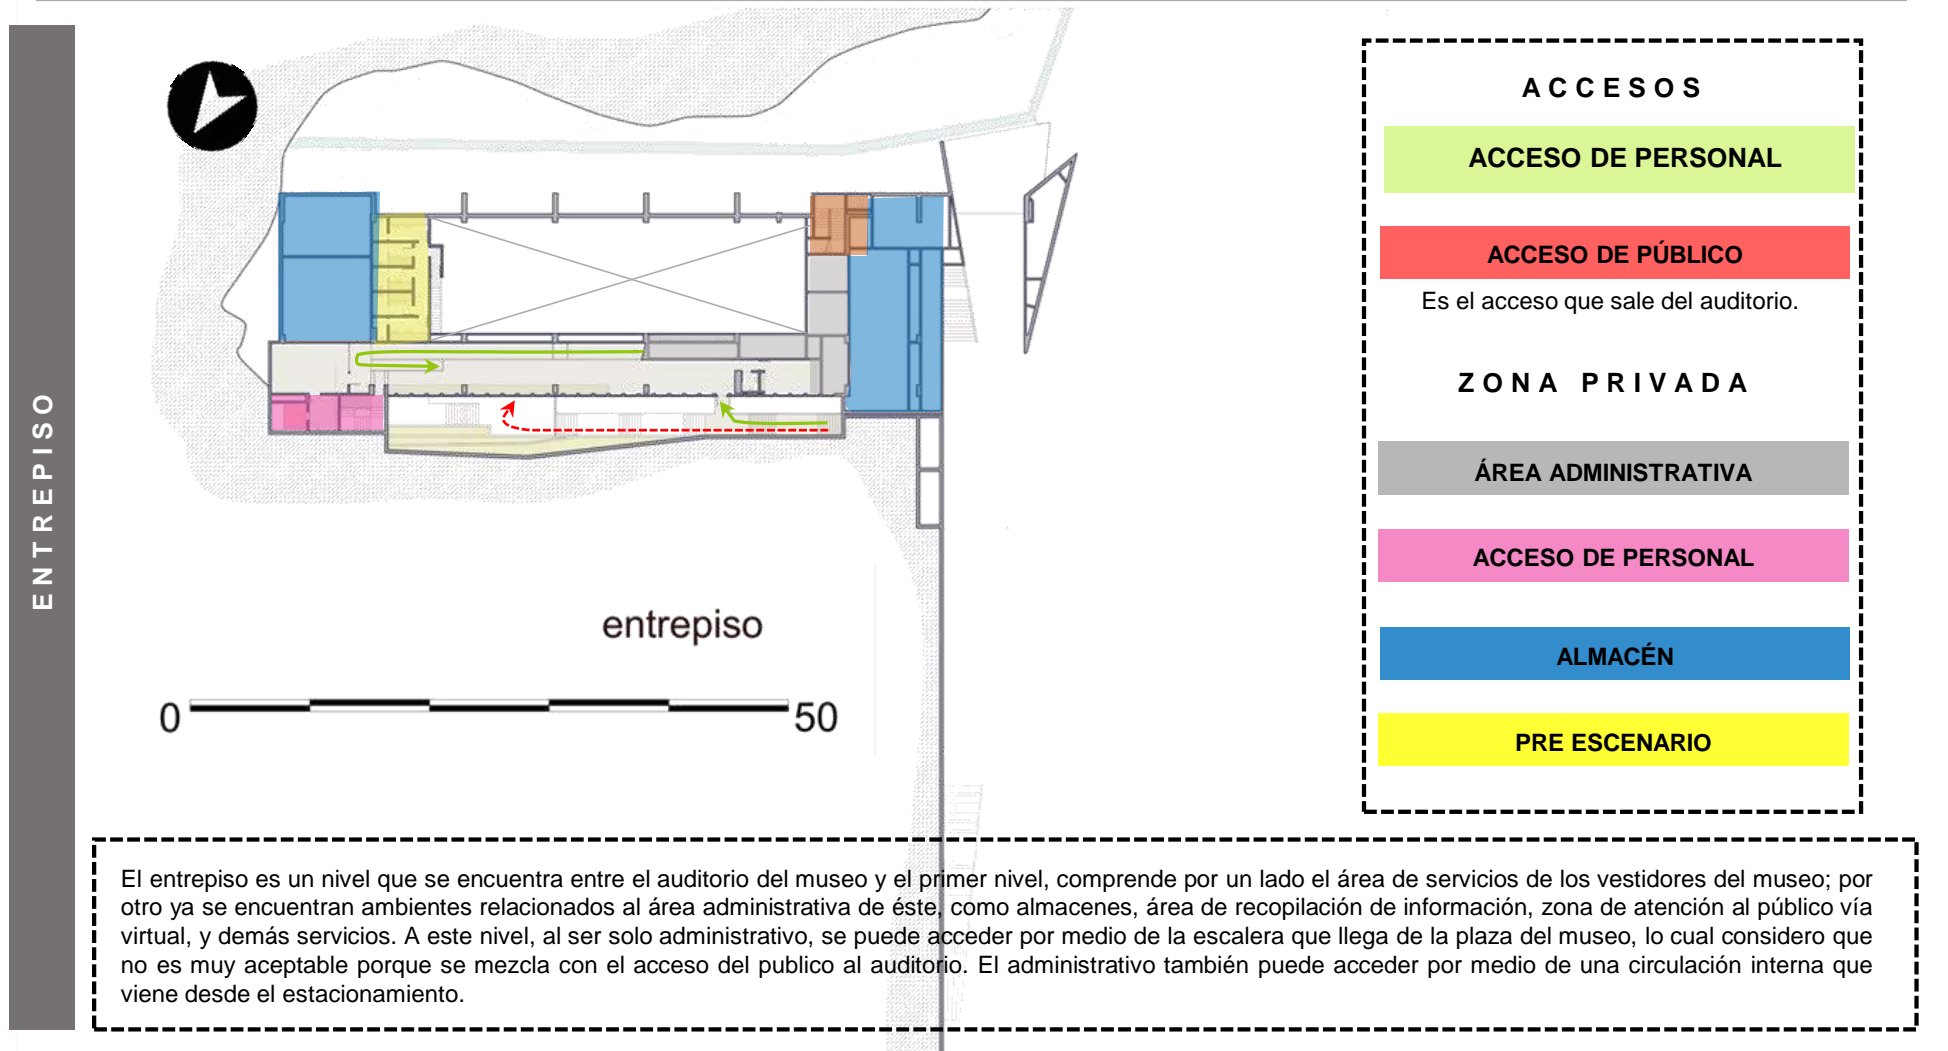 ENTREPISO
ACCESOS
ACCESO DE PERSONAL
ACCESO DE PÚBLICO
Es el acceso que sale del auditorio.
ZONA PRIVADA
ÁREA ADMINISTRATIVA
ACCESO DE PERSONAL
ALMACÉN
PRE ESCENARIO
entrepiso
0 50
El entrepiso es un nivel que se encuentra entre el auditorio del museo y el primer nivel, comprende por un lado el área de servicios de los vestidores del museo; por
otro ya se encuentran ambientes relacionados al área administrativa de éste, como almacenes, área de recopilación de información, zona de atención al público vía
virtual, y demás servicios. A este nivel, al ser solo administrativo, se puede acceder por medio de la escalera que llega de la plaza del museo, lo cual considero que
no es muy aceptable porque se mezcla con el acceso del publico al auditorio. El administrativo también puede acceder por medio de una circulación interna que
viene desde el estacionamiento.